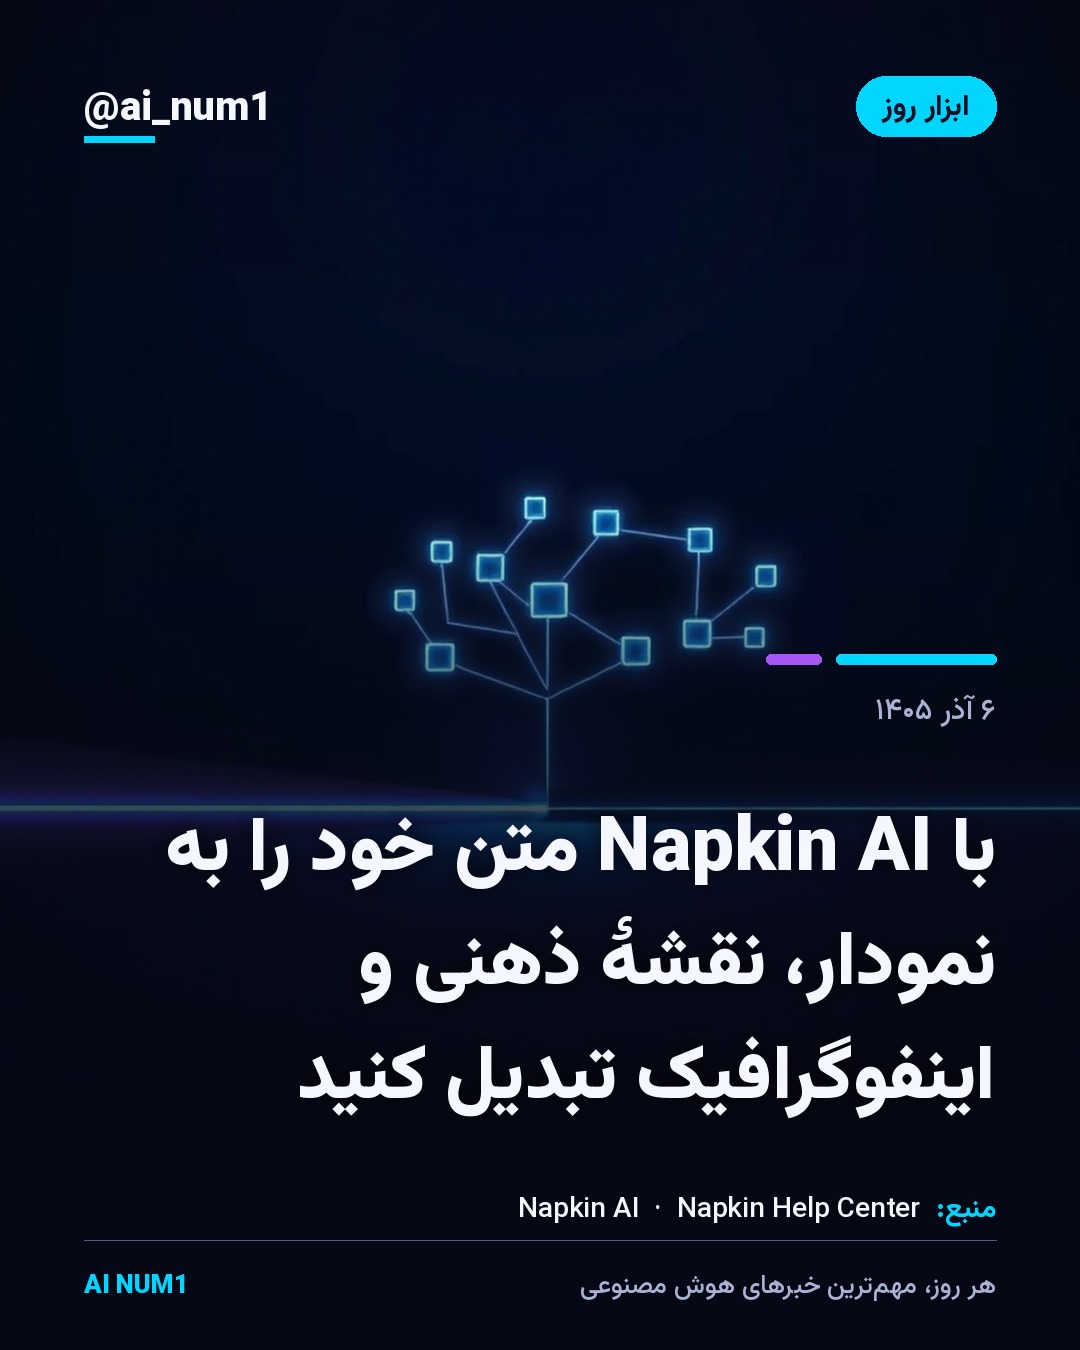 @ai_num1
ابزار روز
۶ آذر ۱۴۰۵
با Napkin AI متن خود را به
نمودار، نقشهٔ ذهنی و
اینفوگرافیک تبدیل کنید
منبع: Napkin AI · Napkin Help Center
هر روز، مهم‌ترین خبرهای هوش مصنوعی
AI NUM1